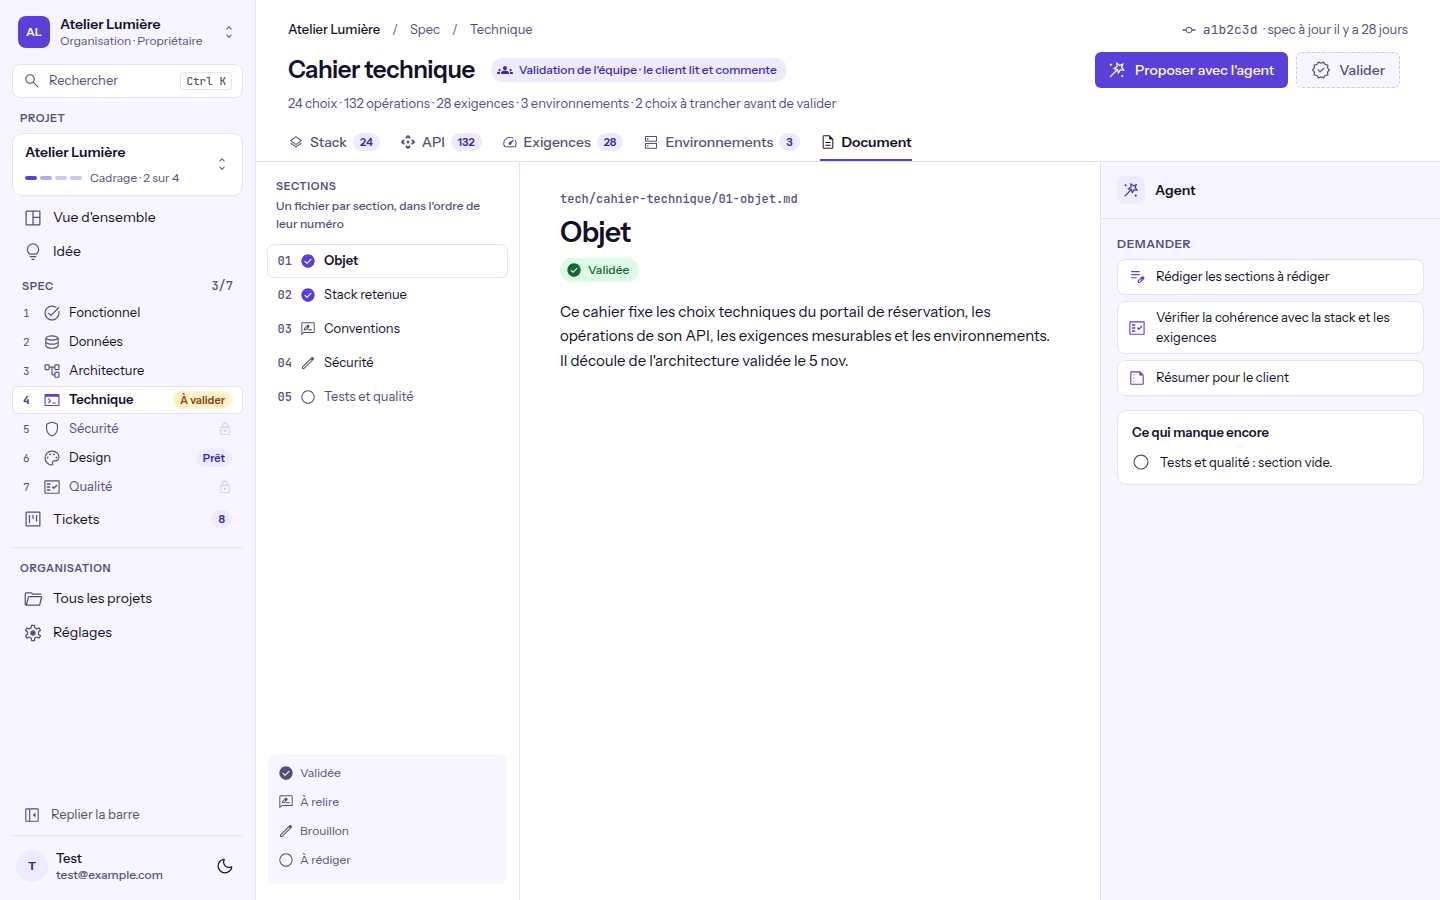 AL
Atelier Lumière
Organisation · Propriétaire
Rechercher
Ctrl K
PROJET
Atelier Lumière
Cadrage · 2 sur 4
Vue d'ensemble
Idée
SPEC 3/7
1 Fonctionnel
2 Données
3 Architecture
4 Technique À valider
5 Sécurité
6 Design Prêt
7 Qualité
Tickets 8
ORGANISATION
Tous les projets
Réglages
Replier la barre
T
Test
test@example.com
Atelier Lumière / Spec / Technique
a1b2c3d · spec à jour il y a 28 jours
Cahier technique
Validation de l'équipe · le client lit et commente
Proposer avec l'agent
Valider
24 choix · 132 opérations · 28 exigences · 3 environnements · 2 choix à trancher avant de valider
Stack 24
API 132
Exigences 28
Environnements 3
Document
SECTIONS
Un fichier par section, dans l'ordre de
leur numéro
01 Objet
02 Stack retenue
03 Conventions
04 Sécurité
05 Tests et qualité
Validée
À relire
Brouillon
À rédiger
tech/cahier-technique/01-objet.md
Objet
Validée
Ce cahier fixe les choix techniques du portail de réservation, les
opérations de son API, les exigences mesurables et les environnements.
Il découle de l'architecture validée le 5 nov.
Agent
DEMANDER
Rédiger les sections à rédiger
Vérifier la cohérence avec la stack et les
exigences
Résumer pour le client
Ce qui manque encore
Tests et qualité : section vide.